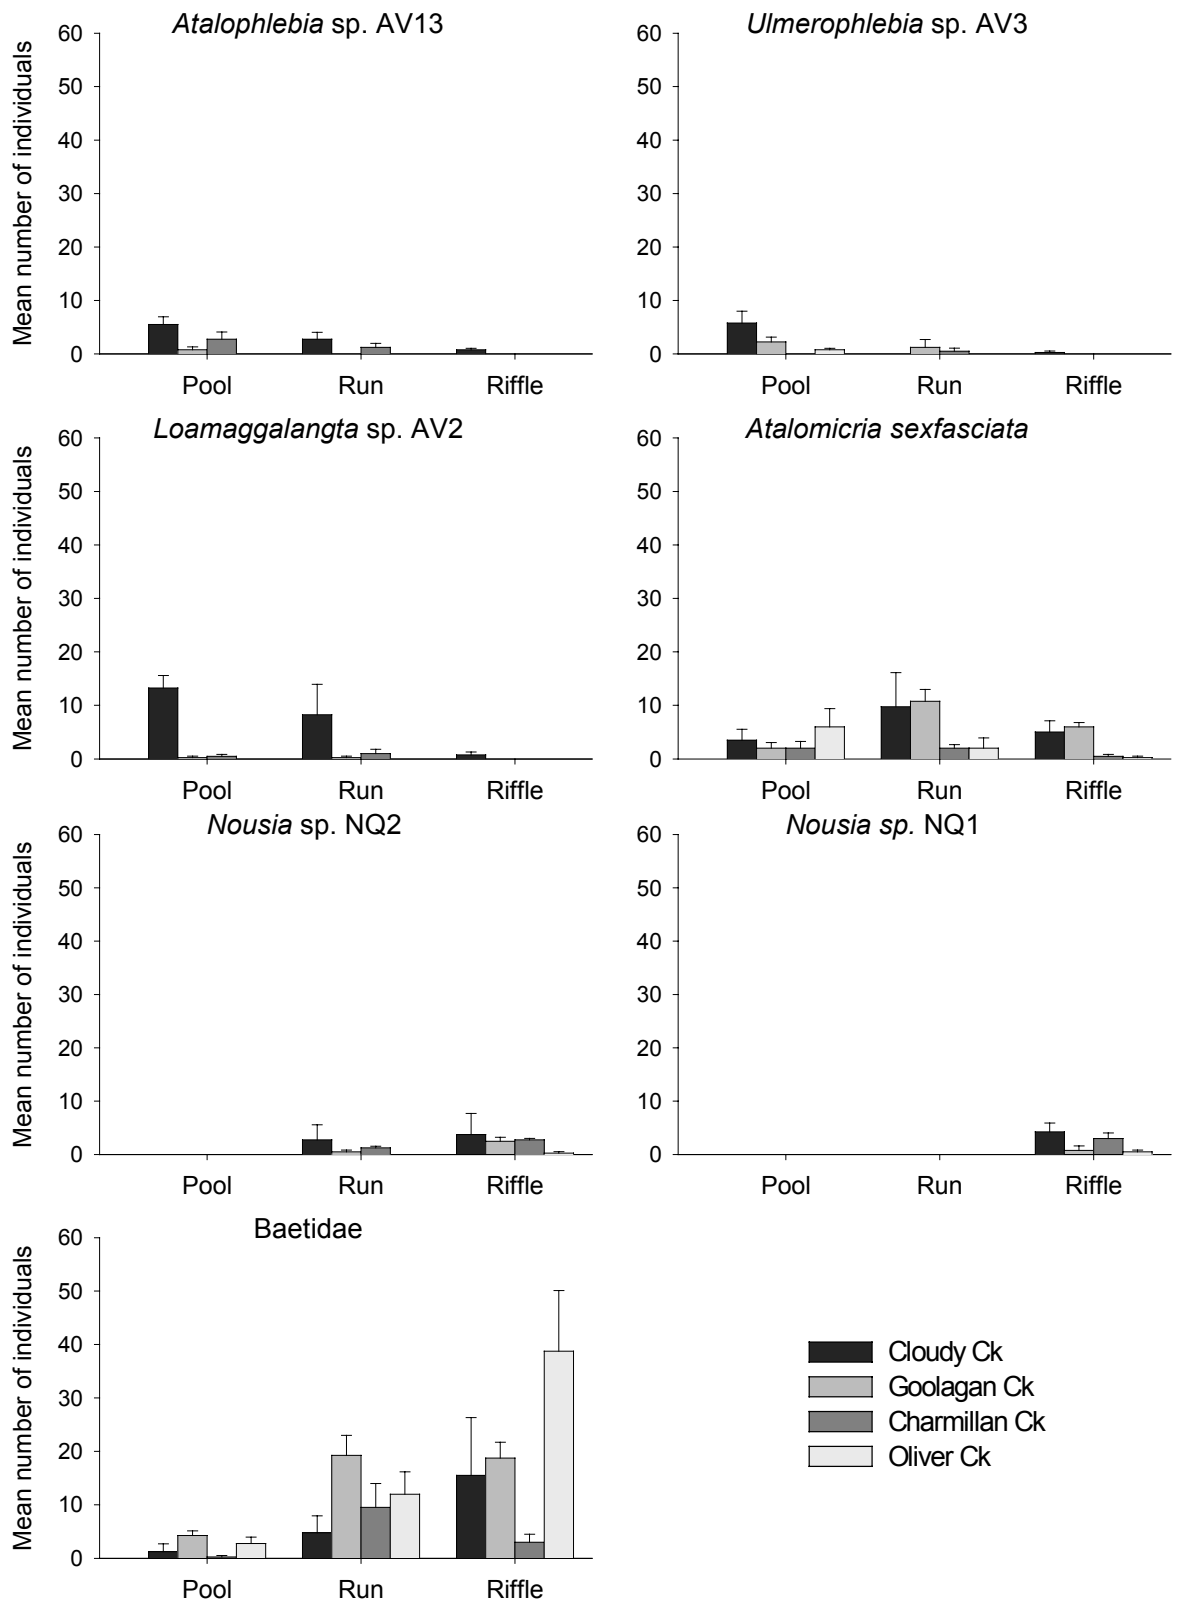 Atalophlebia sp. AV13
Mean number of individuals
60
50
40
30
20
10
0
Pool Run Riffle
Ulmerophlebia sp. AV3
Mean number of individuals
60
50
40
30
20
10
0
Pool Run Riffle
Loamaggalangta sp. AV2
Mean number of individuals
60
50
40
30
20
10
0
Pool Run Riffle
Atalomicria sexfasciata
60
50
40
30
20
10
0
Pool Run Riffle
Nousia sp. NQ2
Mean number of individuals
60
50
40
30
20
10
0
Pool Run Riffle
Nousia sp. NQ1
60
50
40
30
20
10
0
Pool Run Riffle
Baetidae
Mean number of individuals
60
50
40
30
20
10
0
Pool Run Riffle
Cloudy Ck
Goolagan Ck
Charmillan Ck
Oliver Ck